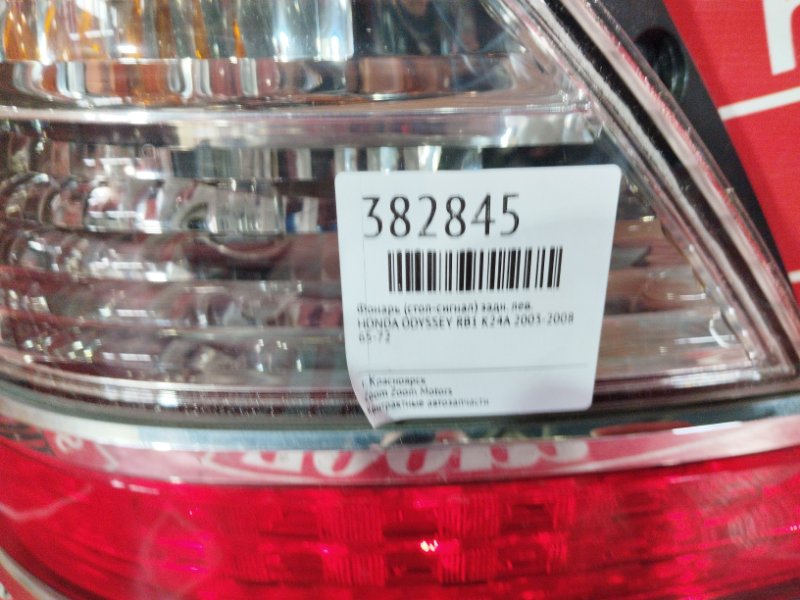 382845
Фонарь (стоп-сигнал) задн. лев.
HONDA ODYSSEY RB1 K24A 2003-2008
65-72
г.Красноярск
Zoom Zoom Motors
контрактные автозапчасти